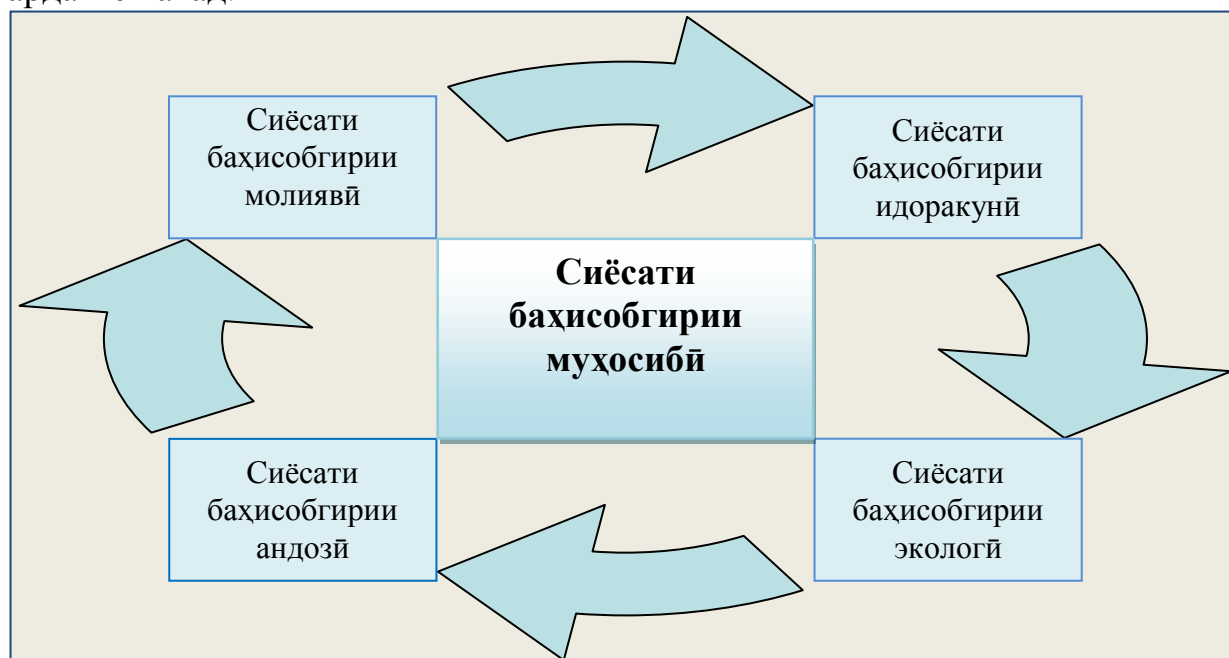 Сиёсати
баҳисобгирии
молиявӣ
Сиёсати
баҳисобгирии
идоракунӣ
Сиёсати
баҳисобгирии
муҳосибӣ
Сиёсати
баҳисобгирии
андозӣ
Сиёсати
баҳисобгирии
экологӣ